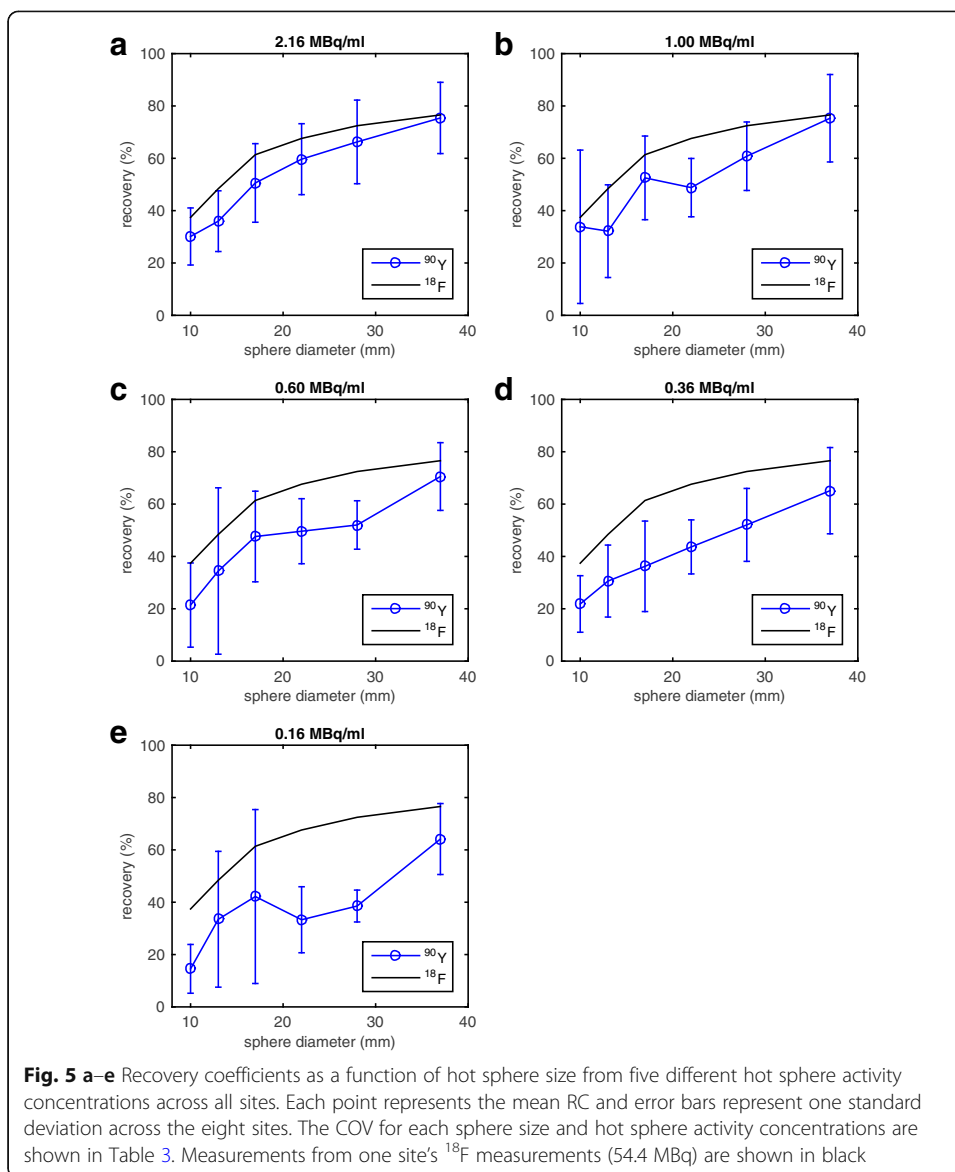 a
2.16 MBq/ml
100
80
60
40
20
0
recovery (%)
10
20
30
40
sphere diameter (mm)
⁹⁰Y
¹⁸F
b
1.00 MBq/ml
100
80
60
40
20
0
recovery (%)
10
20
30
40
sphere diameter (mm)
⁹⁰Y
¹⁸F
c
0.60 MBq/ml
100
80
60
40
20
0
recovery (%)
10
20
30
40
sphere diameter (mm)
⁹⁰Y
¹⁸F
d
0.36 MBq/ml
100
80
60
40
20
0
recovery (%)
10
20
30
40
sphere diameter (mm)
⁹⁰Y
¹⁸F
e
0.16 MBq/ml
100
80
60
40
20
0
recovery (%)
10
20
30
40
sphere diameter (mm)
⁹⁰Y
¹⁸F
Fig. 5 a–e Recovery coefficients as a function of hot sphere size from five different hot sphere activity
concentrations across all sites. Each point represents the mean RC and error bars represent one standard
deviation across the eight sites. The COV for each sphere size and hot sphere activity concentrations are
shown in Table 3. Measurements from one site's ¹⁸F measurements (54.4 MBq) are shown in black